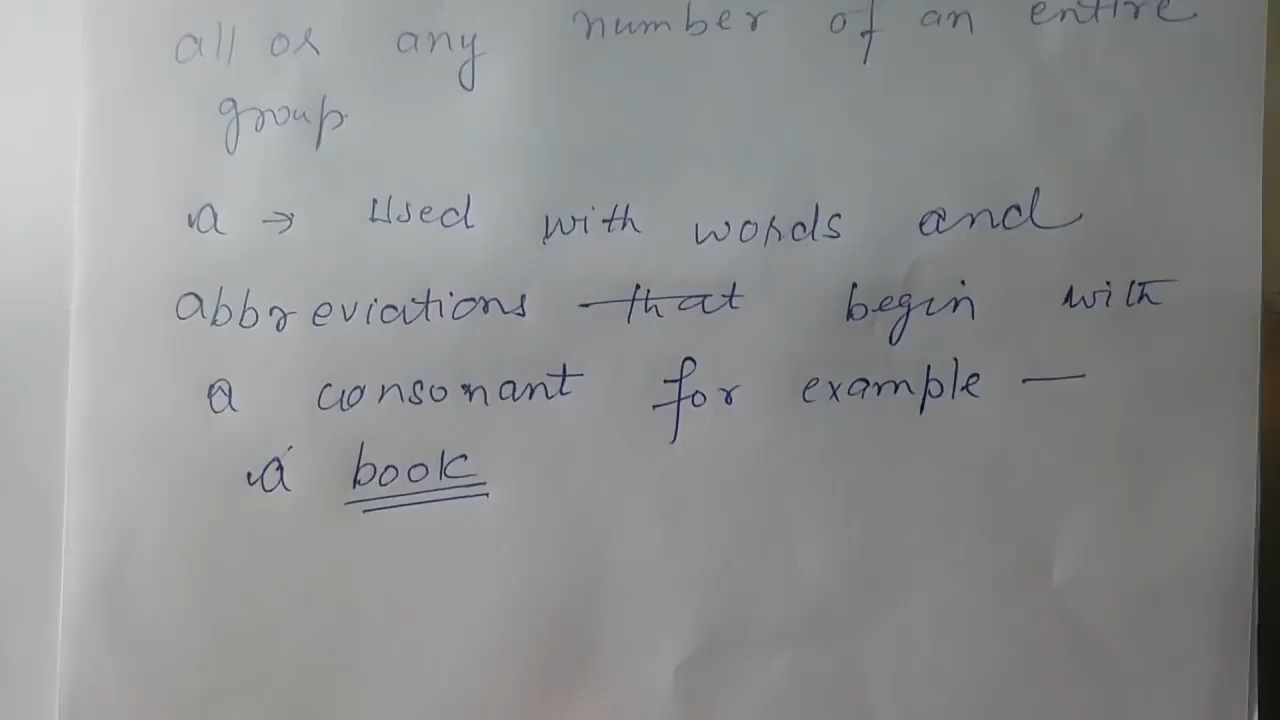 all or any number of an entire
group
a → Used with words and
abbreviations that begin with
a consonant for example —
a book